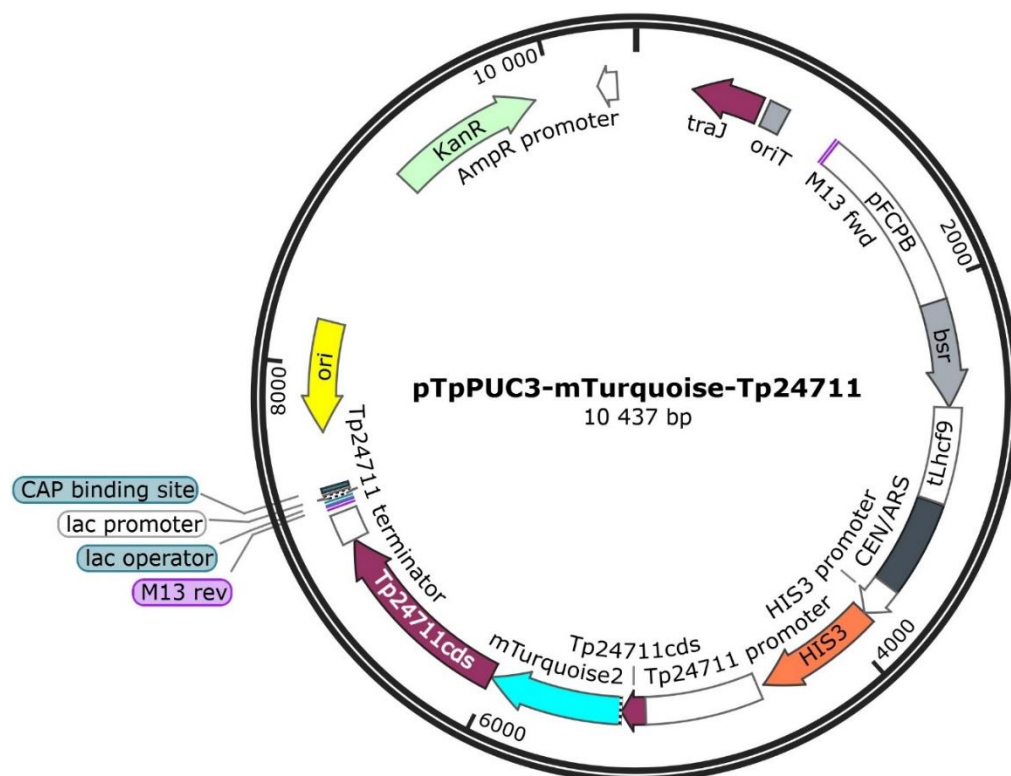 10 000
KanR
AmpR promoter
traJ
oriT
M13 fwd
pFCPB
2000
bsr
tLhcf9
CEN/ARS
HIS3 promoter
4000
HIS3
Tp24711 promoter
Tp24711cds
mTurquoise2
6000
Tp24711cds
Tp24711 terminator
CAP binding site
lac promoter
lac operator
M13 rev
ori
8000
pTpPUC3-mTurquoise-Tp24711
10 437 bp